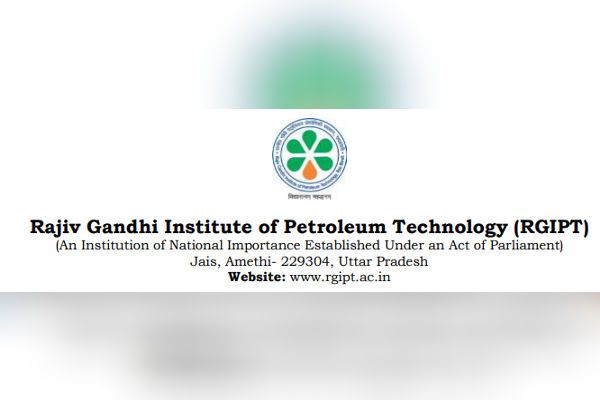 Rajiv Gandhi Institute of Petroleum Technology (RGIPT)
(An Institution of National Importance Established Under an Act of Parliament)
Jais, Amethi- 229304, Uttar Pradesh
Website: www.rgipt.ac.in